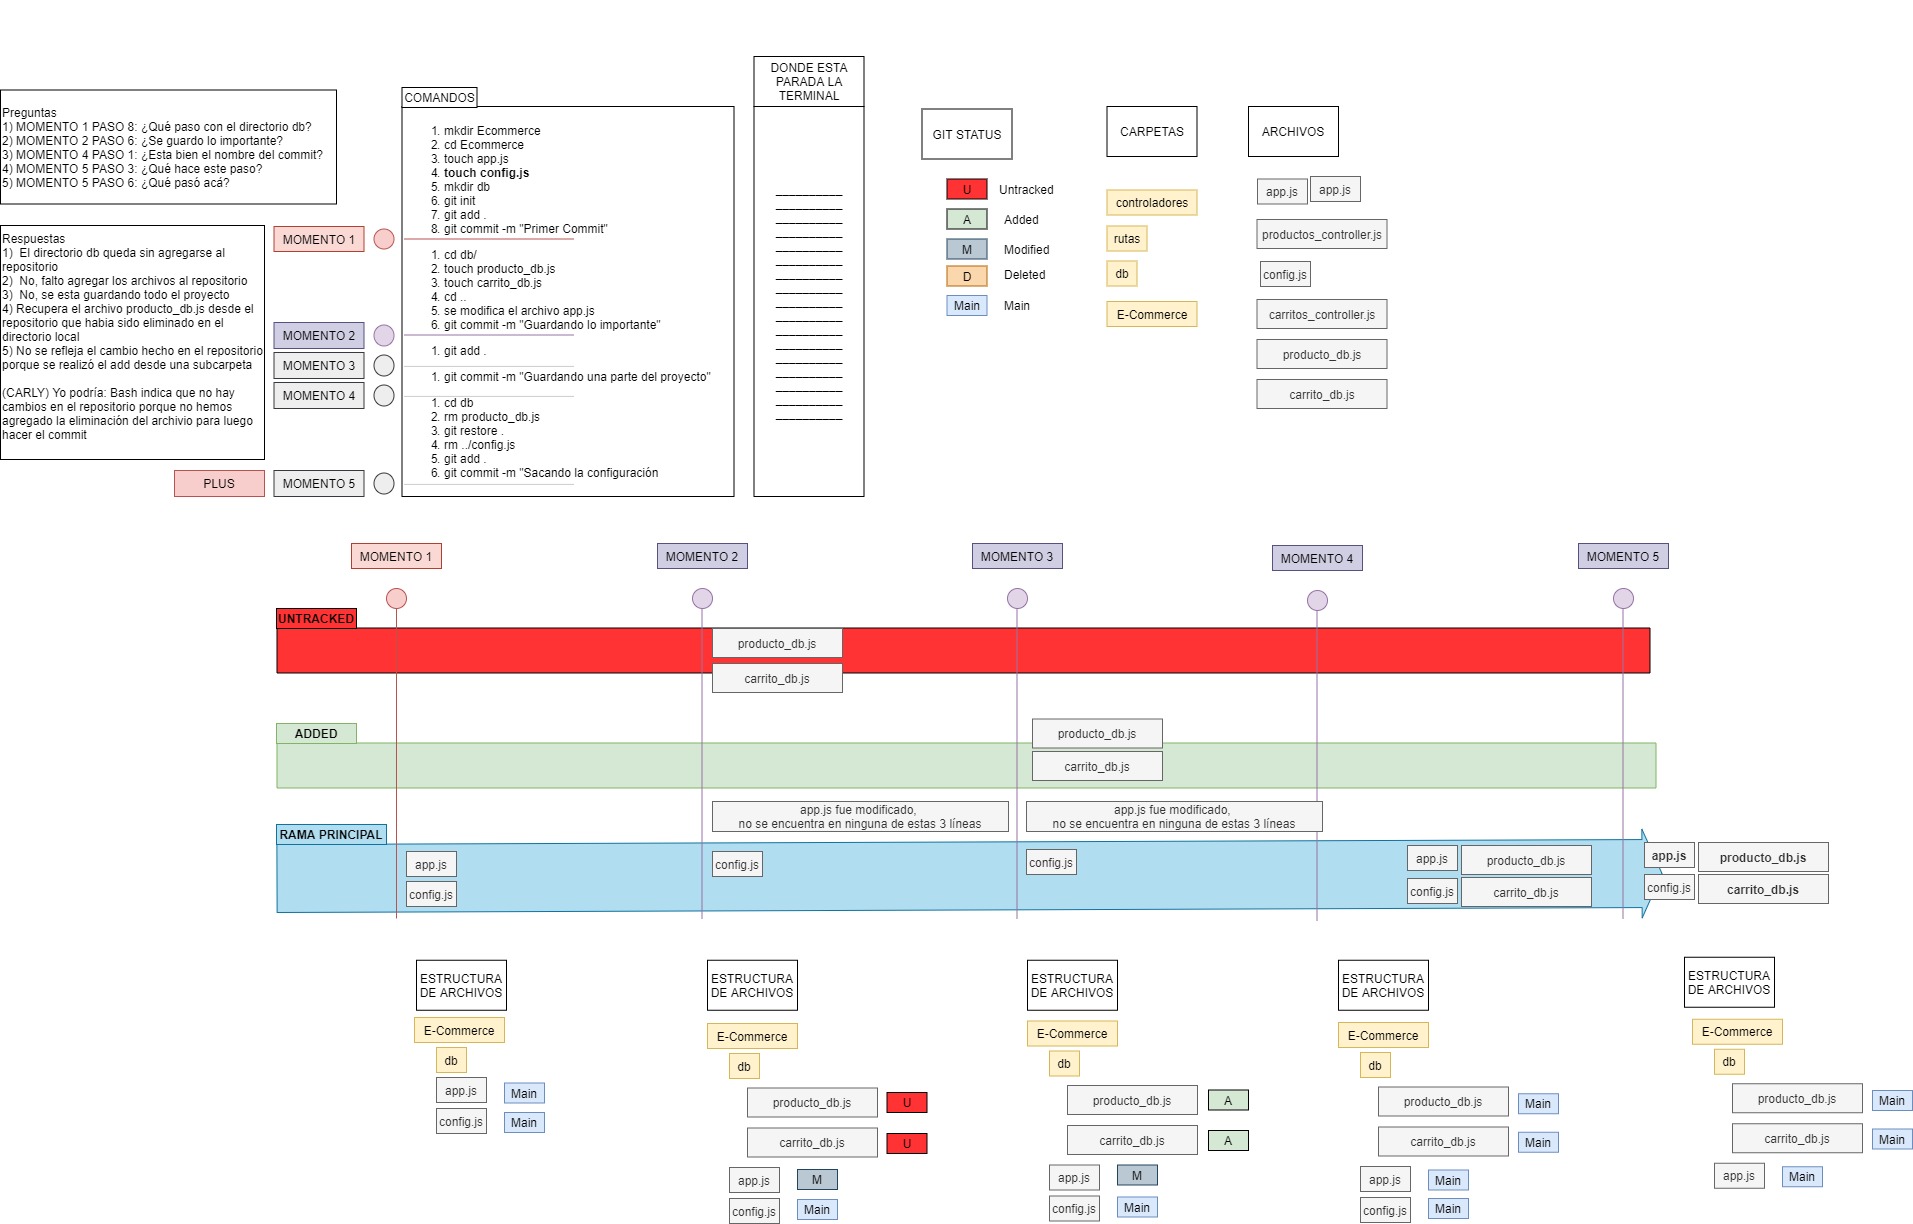 Preguntas
1) MOMENTO 1 PASO 8: ¿Qué paso con el directorio db?
2) MOMENTO 2 PASO 6: ¿Se guardo lo importante?
3) MOMENTO 4 PASO 1: ¿Esta bien el nombre del commit?
4) MOMENTO 5 PASO 3: ¿Qué hace este paso?
5) MOMENTO 5 PASO 6: ¿Qué pasó acá?
Respuestas
1)  El directorio db queda sin agregarse al
repositorio
2)  No, falto agregar los archivos al repositorio
3)  No, se esta guardando todo el proyecto
4) Recupera el archivo producto_db.js desde el
repositorio que habia sido eliminado en el
directorio local
5) No se refleja el cambio hecho en el repositorio
porque se realizó el add desde una subcarpeta
(CARLY) Yo podría: Bash indica que no hay
cambios en el repositorio porque no hemos
agregado la eliminación del archivio para luego
hacer el commit
PLUS
MOMENTO 1
MOMENTO 2
MOMENTO 3
MOMENTO 4
MOMENTO 5
COMANDOS
1. mkdir Ecommerce
2. cd Ecommerce
3. touch app.js
4. touch config.js
5. mkdir db
6. git init
7. git add .
8. git commit -m "Primer Commit"
1. cd db/
2. touch producto_db.js
3. touch carrito_db.js
4. cd ..
5. se modifica el archivo app.js
6. git commit -m "Guardando lo importante"
1. git add .
1. git commit -m "Guardando una parte del proyecto"
1. cd db
2. rm producto_db.js
3. git restore .
4. rm ../config.js
5. git add .
6. git commit -m "Sacando la configuración
DONDE ESTA
PARADA LA
TERMINAL
GIT STATUS
U Untracked
A Added
M Modified
D Deleted
Main Main
CARPETAS
controladores
rutas
db
E-Commerce
ARCHIVOS
app.js app.js
productos_controller.js
config.js
carritos_controller.js
producto_db.js
carrito_db.js
MOMENTO 1 MOMENTO 2 MOMENTO 3 MOMENTO 4 MOMENTO 5
UNTRACKED
producto_db.js
carrito_db.js
ADDED
producto_db.js
carrito_db.js
app.js fue modificado,
no se encuentra en ninguna de estas 3 líneas
app.js fue modificado,
no se encuentra en ninguna de estas 3 líneas
RAMA PRINCIPAL
app.js
config.js
config.js
config.js
app.js producto_db.js
config.js carrito_db.js
app.js producto_db.js
config.js carrito_db.js
ESTRUCTURA
DE ARCHIVOS
E-Commerce
db
app.js Main
config.js Main
ESTRUCTURA
DE ARCHIVOS
E-Commerce
db
producto_db.js U
carrito_db.js U
app.js M
config.js Main
ESTRUCTURA
DE ARCHIVOS
E-Commerce
db
producto_db.js A
carrito_db.js A
app.js M
config.js Main
ESTRUCTURA
DE ARCHIVOS
E-Commerce
db
producto_db.js Main
carrito_db.js Main
app.js Main
config.js Main
ESTRUCTURA
DE ARCHIVOS
E-Commerce
db
producto_db.js Main
carrito_db.js Main
app.js Main